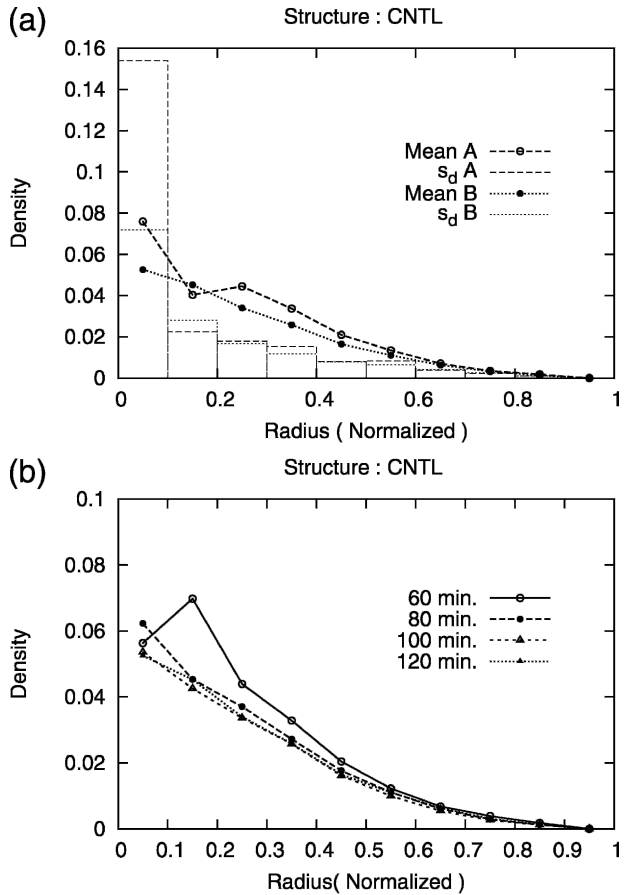 (a)
Structure : CNTL
0.16
0.14
0.12
0.1
0.08
0.06
0.04
0.02
0
Density
Mean A
s_d A
Mean B
s_d B
0 0.2 0.4 0.6 0.8 1
Radius ( Normalized )
(b)
Structure : CNTL
0.1
0.08
0.06
0.04
0.02
0
Density
60 min.
80 min.
100 min.
120 min.
0 0.1 0.2 0.3 0.4 0.5 0.6 0.7 0.8 0.9 1
Radius( Normalized )